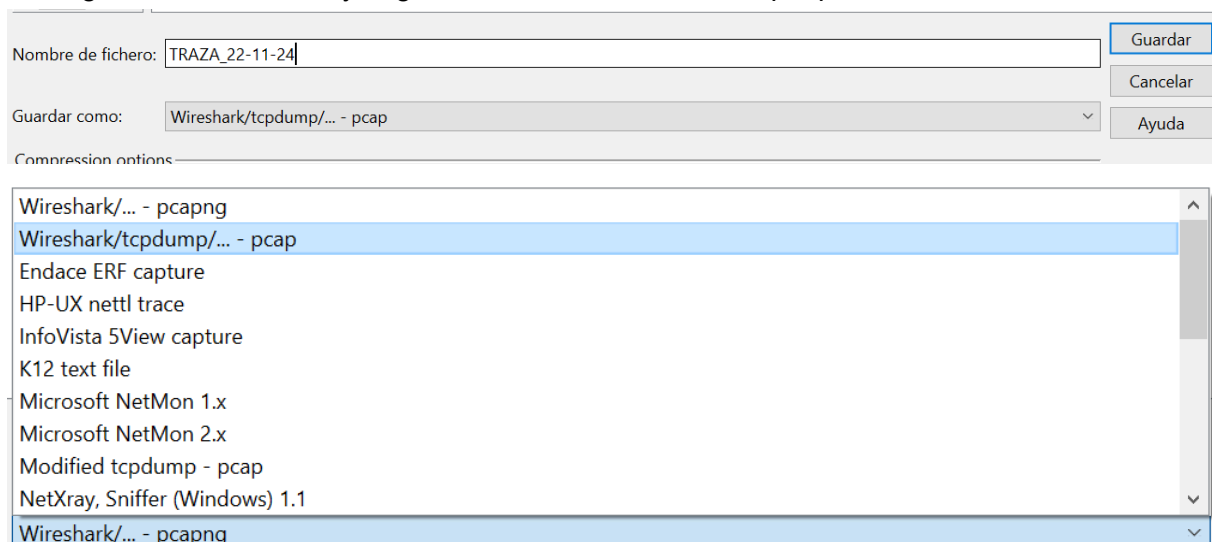 Nombre de fichero: TRAZA_22-11-24
Guardar
Cancelar
Guardar como: Wireshark/tcpdump/... - pcap
Ayuda
Compression options
Wireshark/... - pcapng
Wireshark/tcpdump/... - pcap
Endace ERF capture
HP-UX nettl trace
InfoVista 5View capture
K12 text file
Microsoft NetMon 1.x
Microsoft NetMon 2.x
Modified tcpdump - pcap
NetXray, Sniffer (Windows) 1.1
Wireshark/... - pcapng